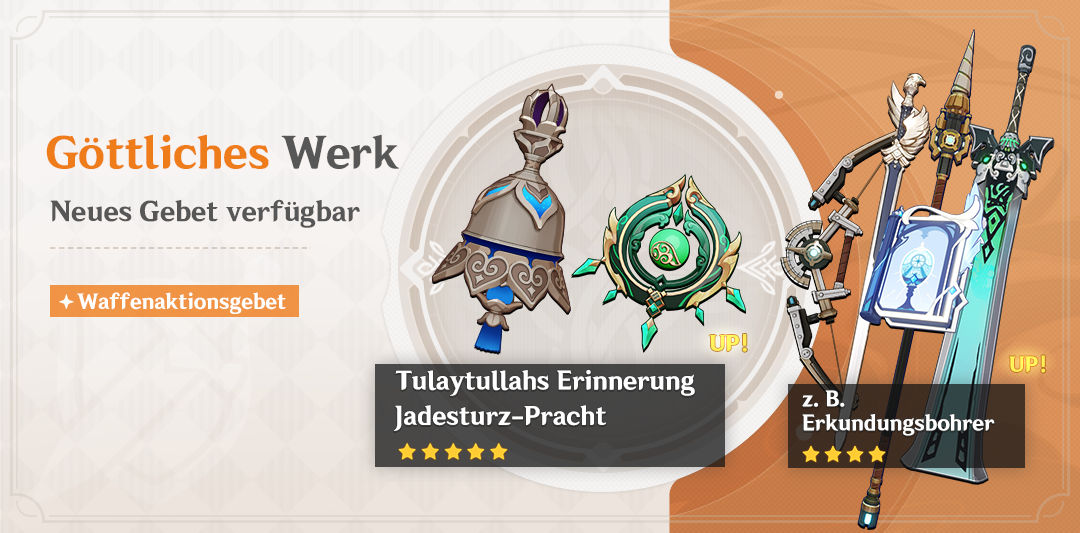 Göttliches Werk
Neues Gebet verfügbar
Waffenaktionsgebet
UP!
Tulaytullahs Erinnerung
Jadesturz-Pracht
UP!
z. B.
Erkundungsbohrer